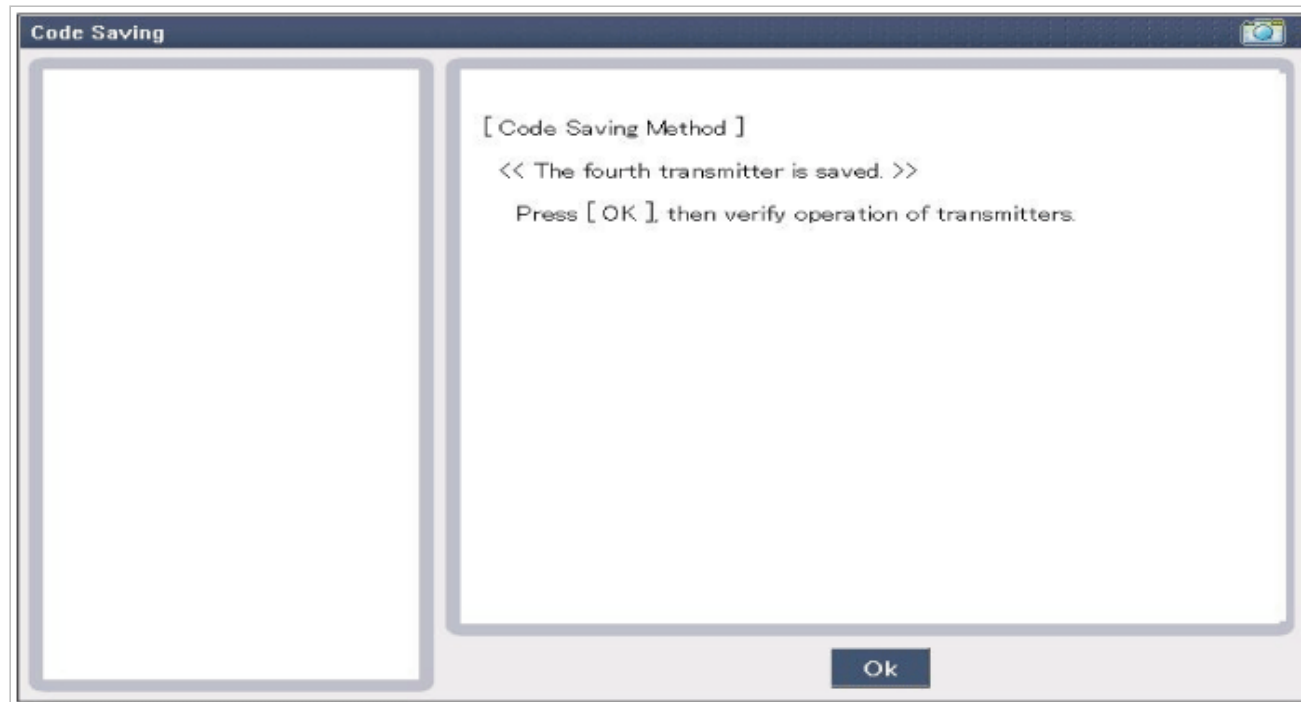 Code Saving
[ Code Saving Method ]
<< The fourth transmitter is saved. >>
Press [ OK ], then verify operation of transmitters.
Ok